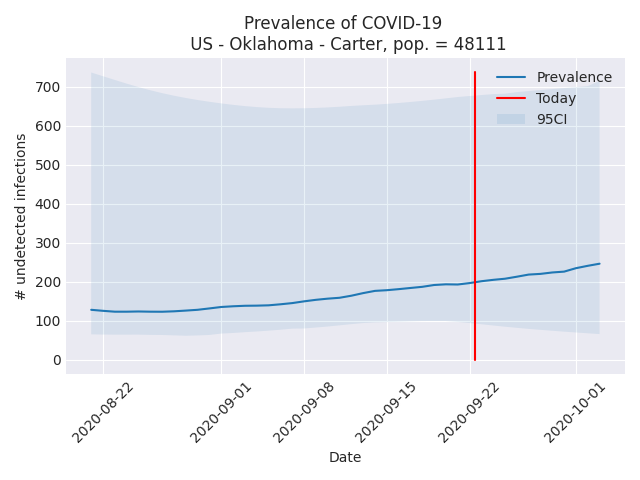 Prevalence of COVID-19
US - Oklahoma - Carter, pop. = 48111
Prevalence
Today
95CI
# undetected infections
700
600
500
400
300
200
100
0
2020-08-22
2020-09-01
2020-09-08
2020-09-15
2020-09-22
2020-10-01
Date